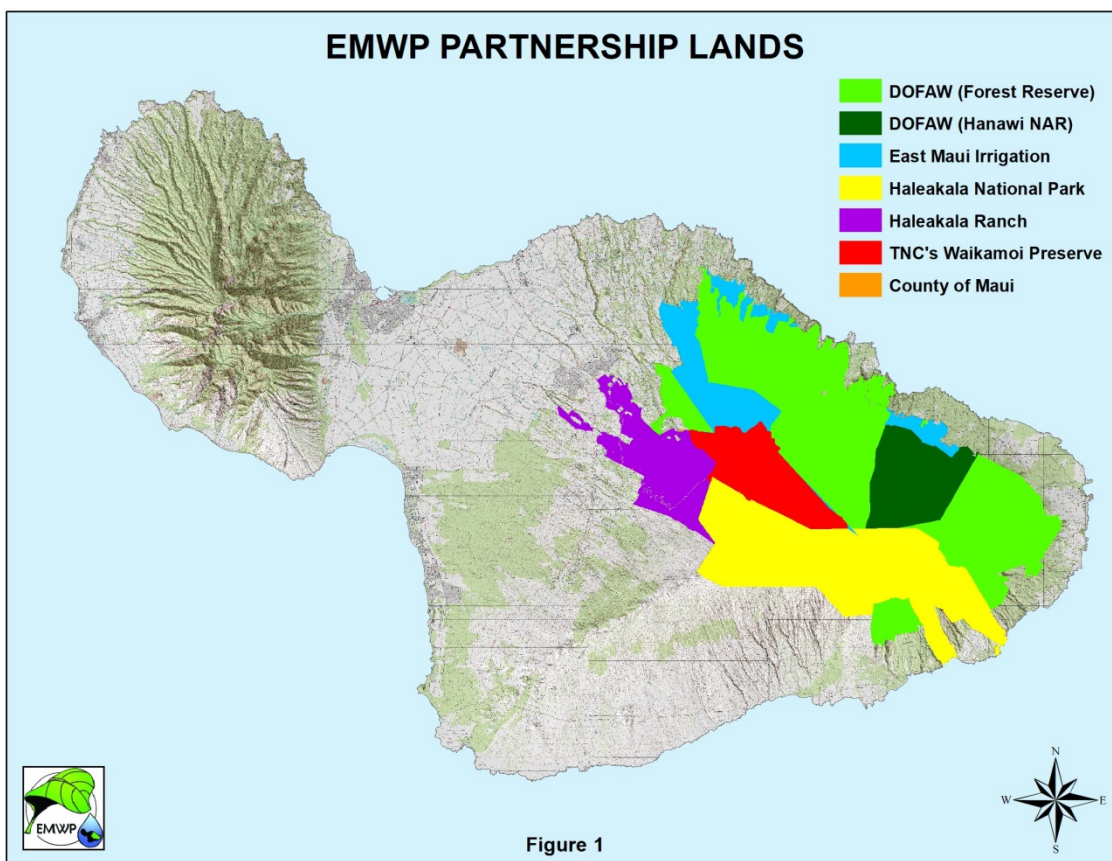 EMWP PARTNERSHIP LANDS
DOFAW (Forest Reserve)
DOFAW (Hanawi NAR)
East Maui Irrigation
Haleakala National Park
Haleakala Ranch
TNC's Waikamoi Preserve
County of Maui
EMWP
Figure 1
N
W
E
S